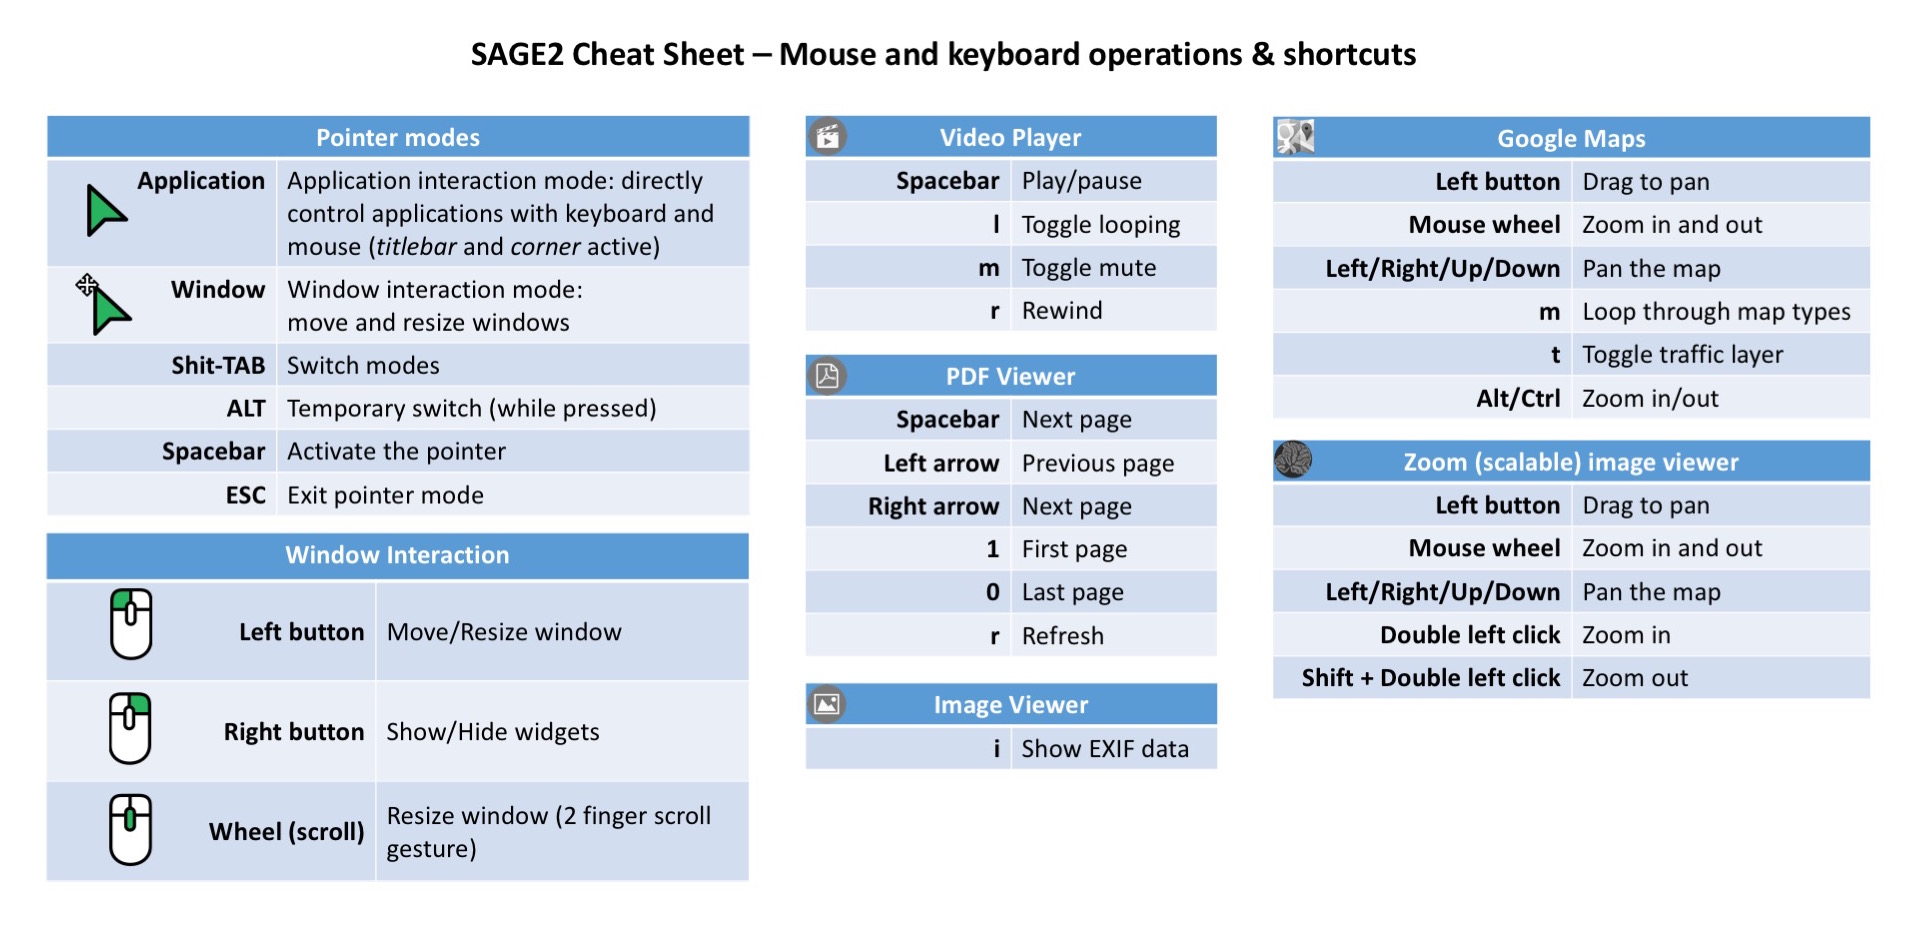 SAGE2 Cheat Sheet – Mouse and keyboard operations & shortcuts
Pointer modes
Application
Application interaction mode: directly
control applications with keyboard and
mouse (titlebar and corner active)
Window
Window interaction mode:
move and resize windows
Shit-TAB Switch modes
ALT Temporary switch (while pressed)
Spacebar Activate the pointer
ESC Exit pointer mode
Window Interaction
Left button Move/Resize window
Right button Show/Hide widgets
Wheel (scroll)
Resize window (2 finger scroll
gesture)
Video Player
Spacebar Play/pause
l Toggle looping
m Toggle mute
r Rewind
PDF Viewer
Spacebar Next page
Left arrow Previous page
Right arrow Next page
1 First page
0 Last page
r Refresh
Image Viewer
i Show EXIF data
Google Maps
Left button Drag to pan
Mouse wheel Zoom in and out
Left/Right/Up/Down Pan the map
m Loop through map types
t Toggle traffic layer
Alt/Ctrl Zoom in/out
Zoom (scalable) image viewer
Left button Drag to pan
Mouse wheel Zoom in and out
Left/Right/Up/Down Pan the map
Double left click Zoom in
Shift + Double left click Zoom out